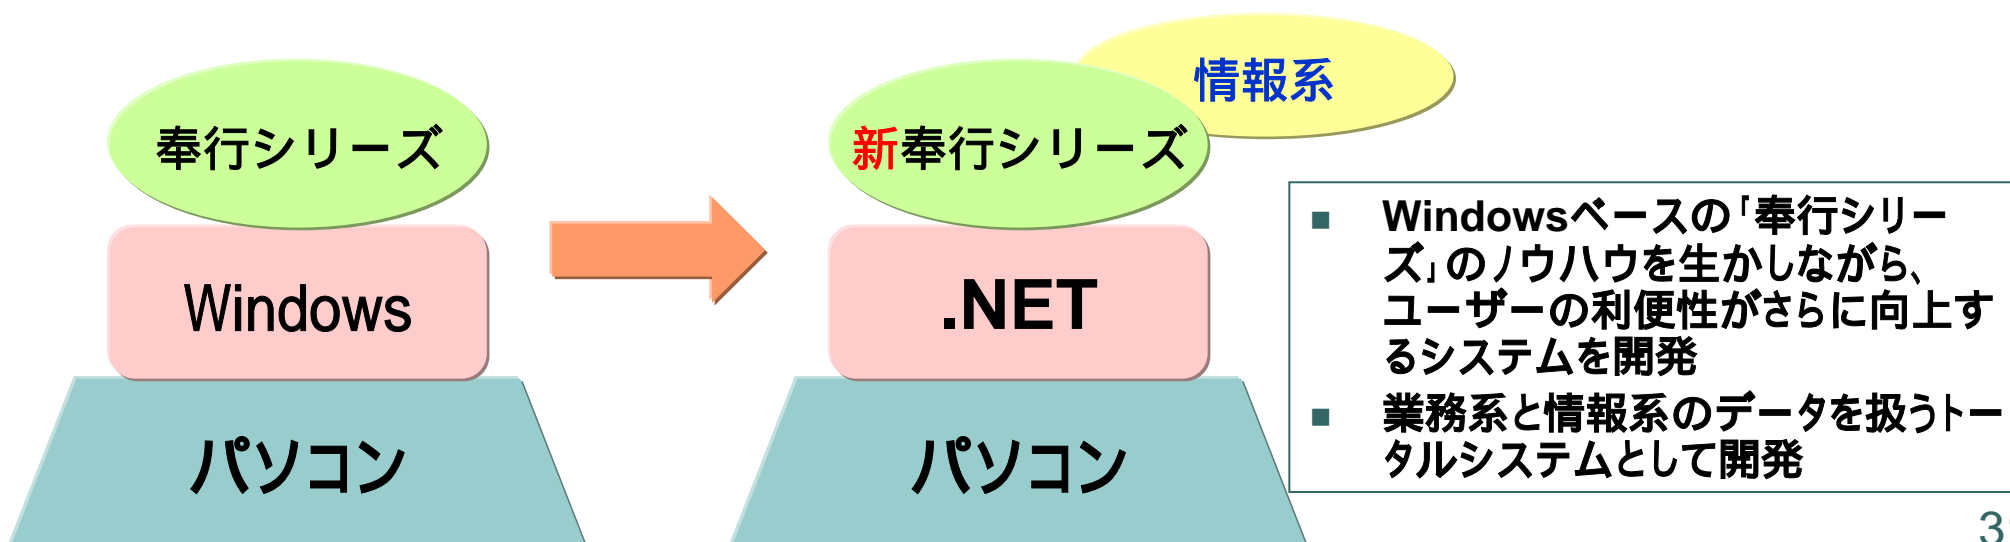 奉行シリーズ
Windows
パソコン
情報系
新奉行シリーズ
.NET
パソコン
■ Windowsベースの「奉行シリー
ズ」のノウハウを生かしながら、
ユーザーの利便性がさらに向上す
るシステムを開発
■ 業務系と情報系のデータを扱うトー
タルシステムとして開発